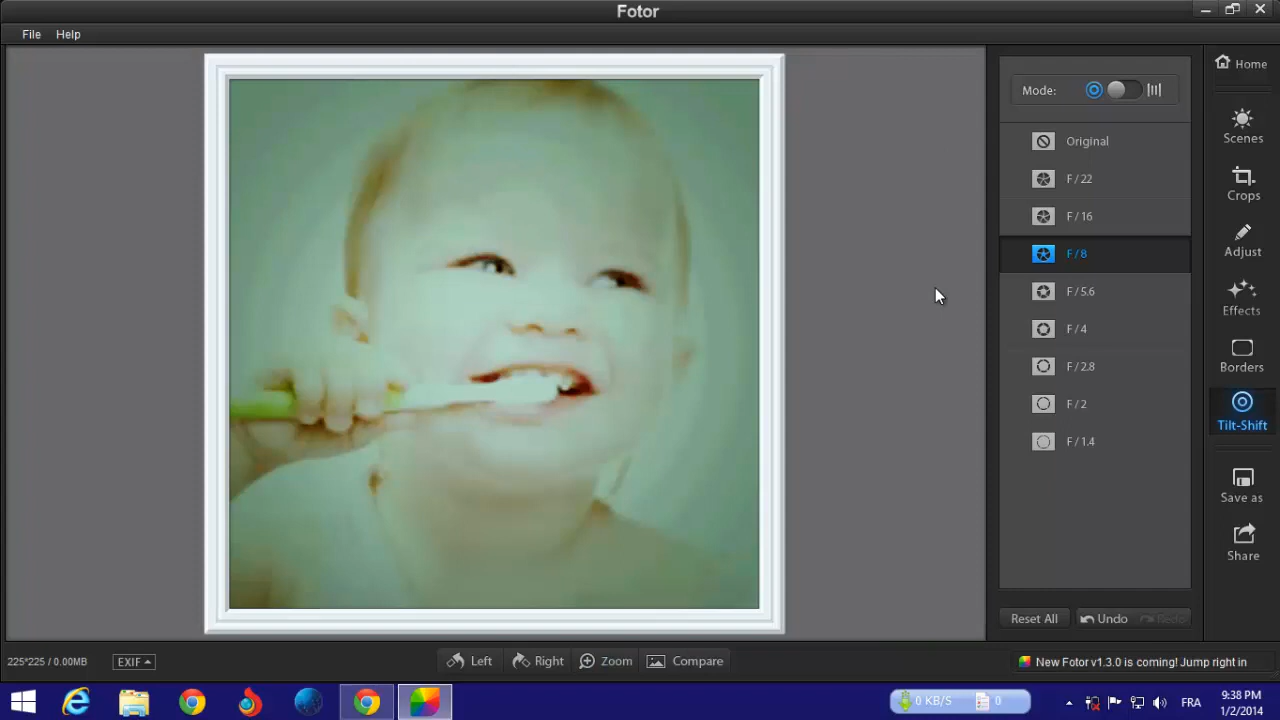 Fotor
File Help
Mode:
Original
F / 22
F / 16
F / 8
F / 5.6
F / 4
F / 2.8
F / 2
F / 1.4
Reset All Undo Redo
Home
Scenes
Crops
Adjust
Effects
Borders
Tilt-Shift
Save as
Share
225*225 / 0.00MB EXIF Left Right Zoom Compare New Fotor v1.3.0 is coming! Jump right in
0 KB/S 0 FRA 9:38 PM
1/2/2014